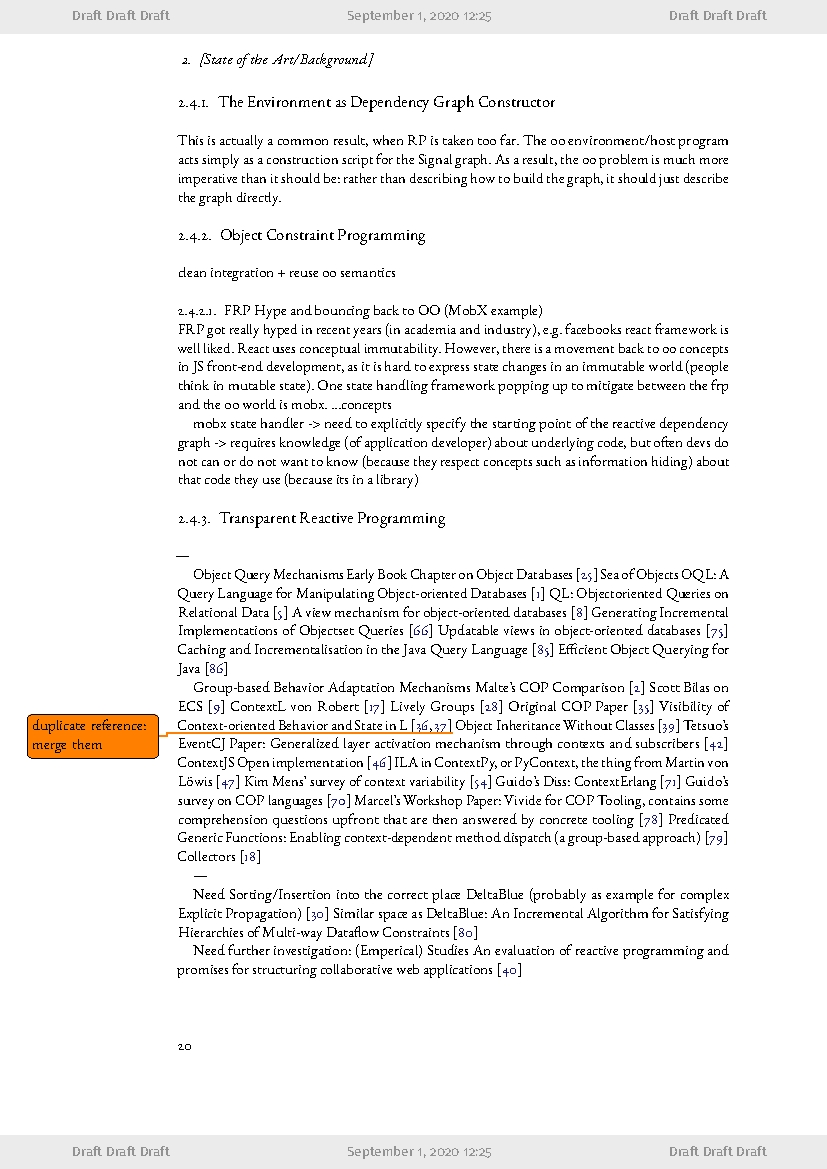 Draft Draft Draft September 1, 2020 12:25 Draft Draft Draft
2. [State of the Art/Background]
2.4.1. The Environment as Dependency Graph Constructor
This is actually a common result, when RP is taken too far. The oo environment/host program
acts simply as a construction script for the Signal graph. As a result, the oo problem is much more
imperative than it should be: rather than describing how to build the graph, it should just describe
the graph directly.
2.4.2. Object Constraint Programming
clean integration + reuse oo semantics
2.4.2.1. FRP Hype and bouncing back to OO (MobX example)
FRP got really hyped in recent years (in academia and industry), e.g. facebooks react framework is
well liked. React uses conceptual immutability. However, there is a movement back to oo concepts
in JS front-end development, as it is hard to express state changes in an immutable world (people
think in mutable state). One state handling framework popping up to mitigate between the frp
and the oo world is mobx. ...concepts
mobx state handler -> need to explicitly specify the starting point of the reactive dependency
graph -> requires knowledge (of application developer) about underlying code, but often devs do
not can or do not want to know (because they respect concepts such as information hiding) about
that code they use (because its in a library)
2.4.3. Transparent Reactive Programming
—
Object Query Mechanisms Early Book Chapter on Object Databases [25] Sea of Objects OQL: A
Query Language for Manipulating Object-oriented Databases [1] QL: Objectoriented Queries on
Relational Data [5] A view mechanism for object-oriented databases [8] Generating Incremental
Implementations of Objectset Queries [66] Updatable views in object-oriented databases [75]
Caching and Incrementalisation in the Java Query Language [85] Efficient Object Querying for
Java [86]
Group-based Behavior Adaptation Mechanisms Malte's COP Comparison [2] Scott Bilas on
ECS [9] ContextL von Robert [17] Lively Groups [28] Original COP Paper [35] Visibility of
duplicate reference:
merge them
Context-oriented Behavior and State in L [36,37] Object Inheritance Without Classes [39] Tetsuo's
EventCJ Paper: Generalized layer activation mechanism through contexts and subscribers [42]
ContextJS Open implementation [46] ILA in ContextPy, or PyContext, the thing from Martin von
Löwis [47] Kim Mens' survey of context variability [54] Guido's Diss: ContextErlang [71] Guido's
survey on COP languages [70] Marcel's Workshop Paper: Vivide for COP Tooling, contains some
comprehension questions upfront that are then answered by concrete tooling [78] Predicated
Generic Functions: Enabling context-dependent method dispatch (a group-based approach) [79]
Collectors [18]
—
Need Sorting/Insertion into the correct place DeltaBlue (probably as example for complex
Explicit Propagation) [30] Similar space as DeltaBlue: An Incremental Algorithm for Satisfying
Hierarchies of Multi-way Dataflow Constraints [80]
Need further investigation: (Emperical) Studies An evaluation of reactive programming and
promises for structuring collaborative web applications [40]
20
Draft Draft Draft September 1, 2020 12:25 Draft Draft Draft